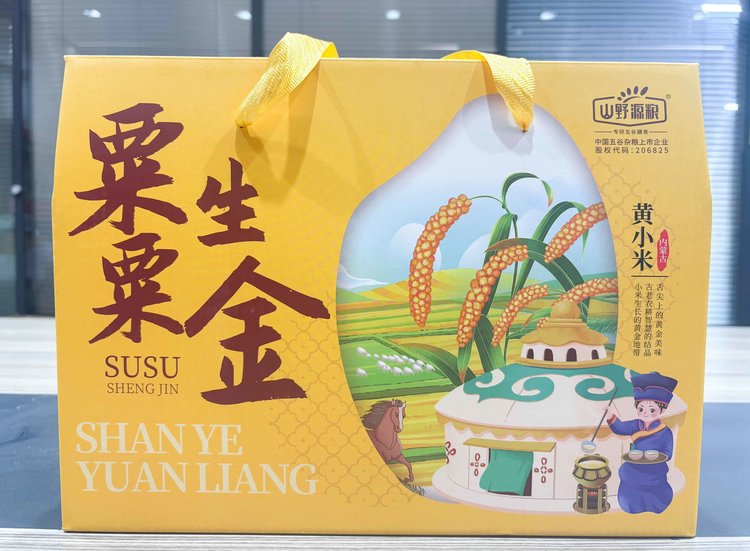 粟粟
生金
SUSU
SHENG JIN
SHAN YE
YUAN LIANG
山野源粮®
专研五谷膳食
中国五谷杂粮上市企业
股权代码:206825
黄小米
内蒙古
舌尖上的黄金美味
古老农耕智慧的结晶
小米生长的黄金地带